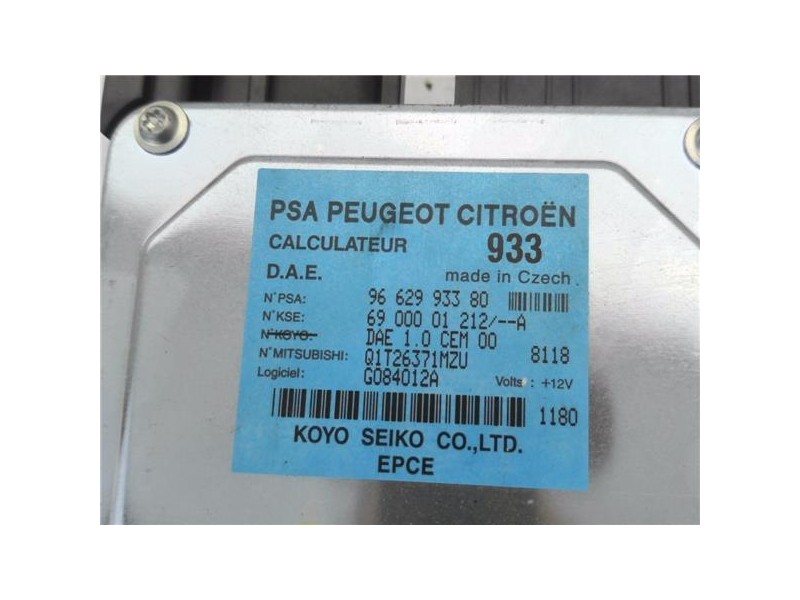 PSA PEUGEOT CITROËN
CALCULATEUR 933
D.A.E. made in Czech
N°PSA: 96 629 933 80
N°KSE: 69 000 01 212/--A
N°KOYO: DAE 1.0 CEM 00
N°MITSUBISHI: Q1T26371MZU 8118
Logiciel: G084012A Volts : +12V
1180
KOYO SEIKO CO.,LTD.
EPCE